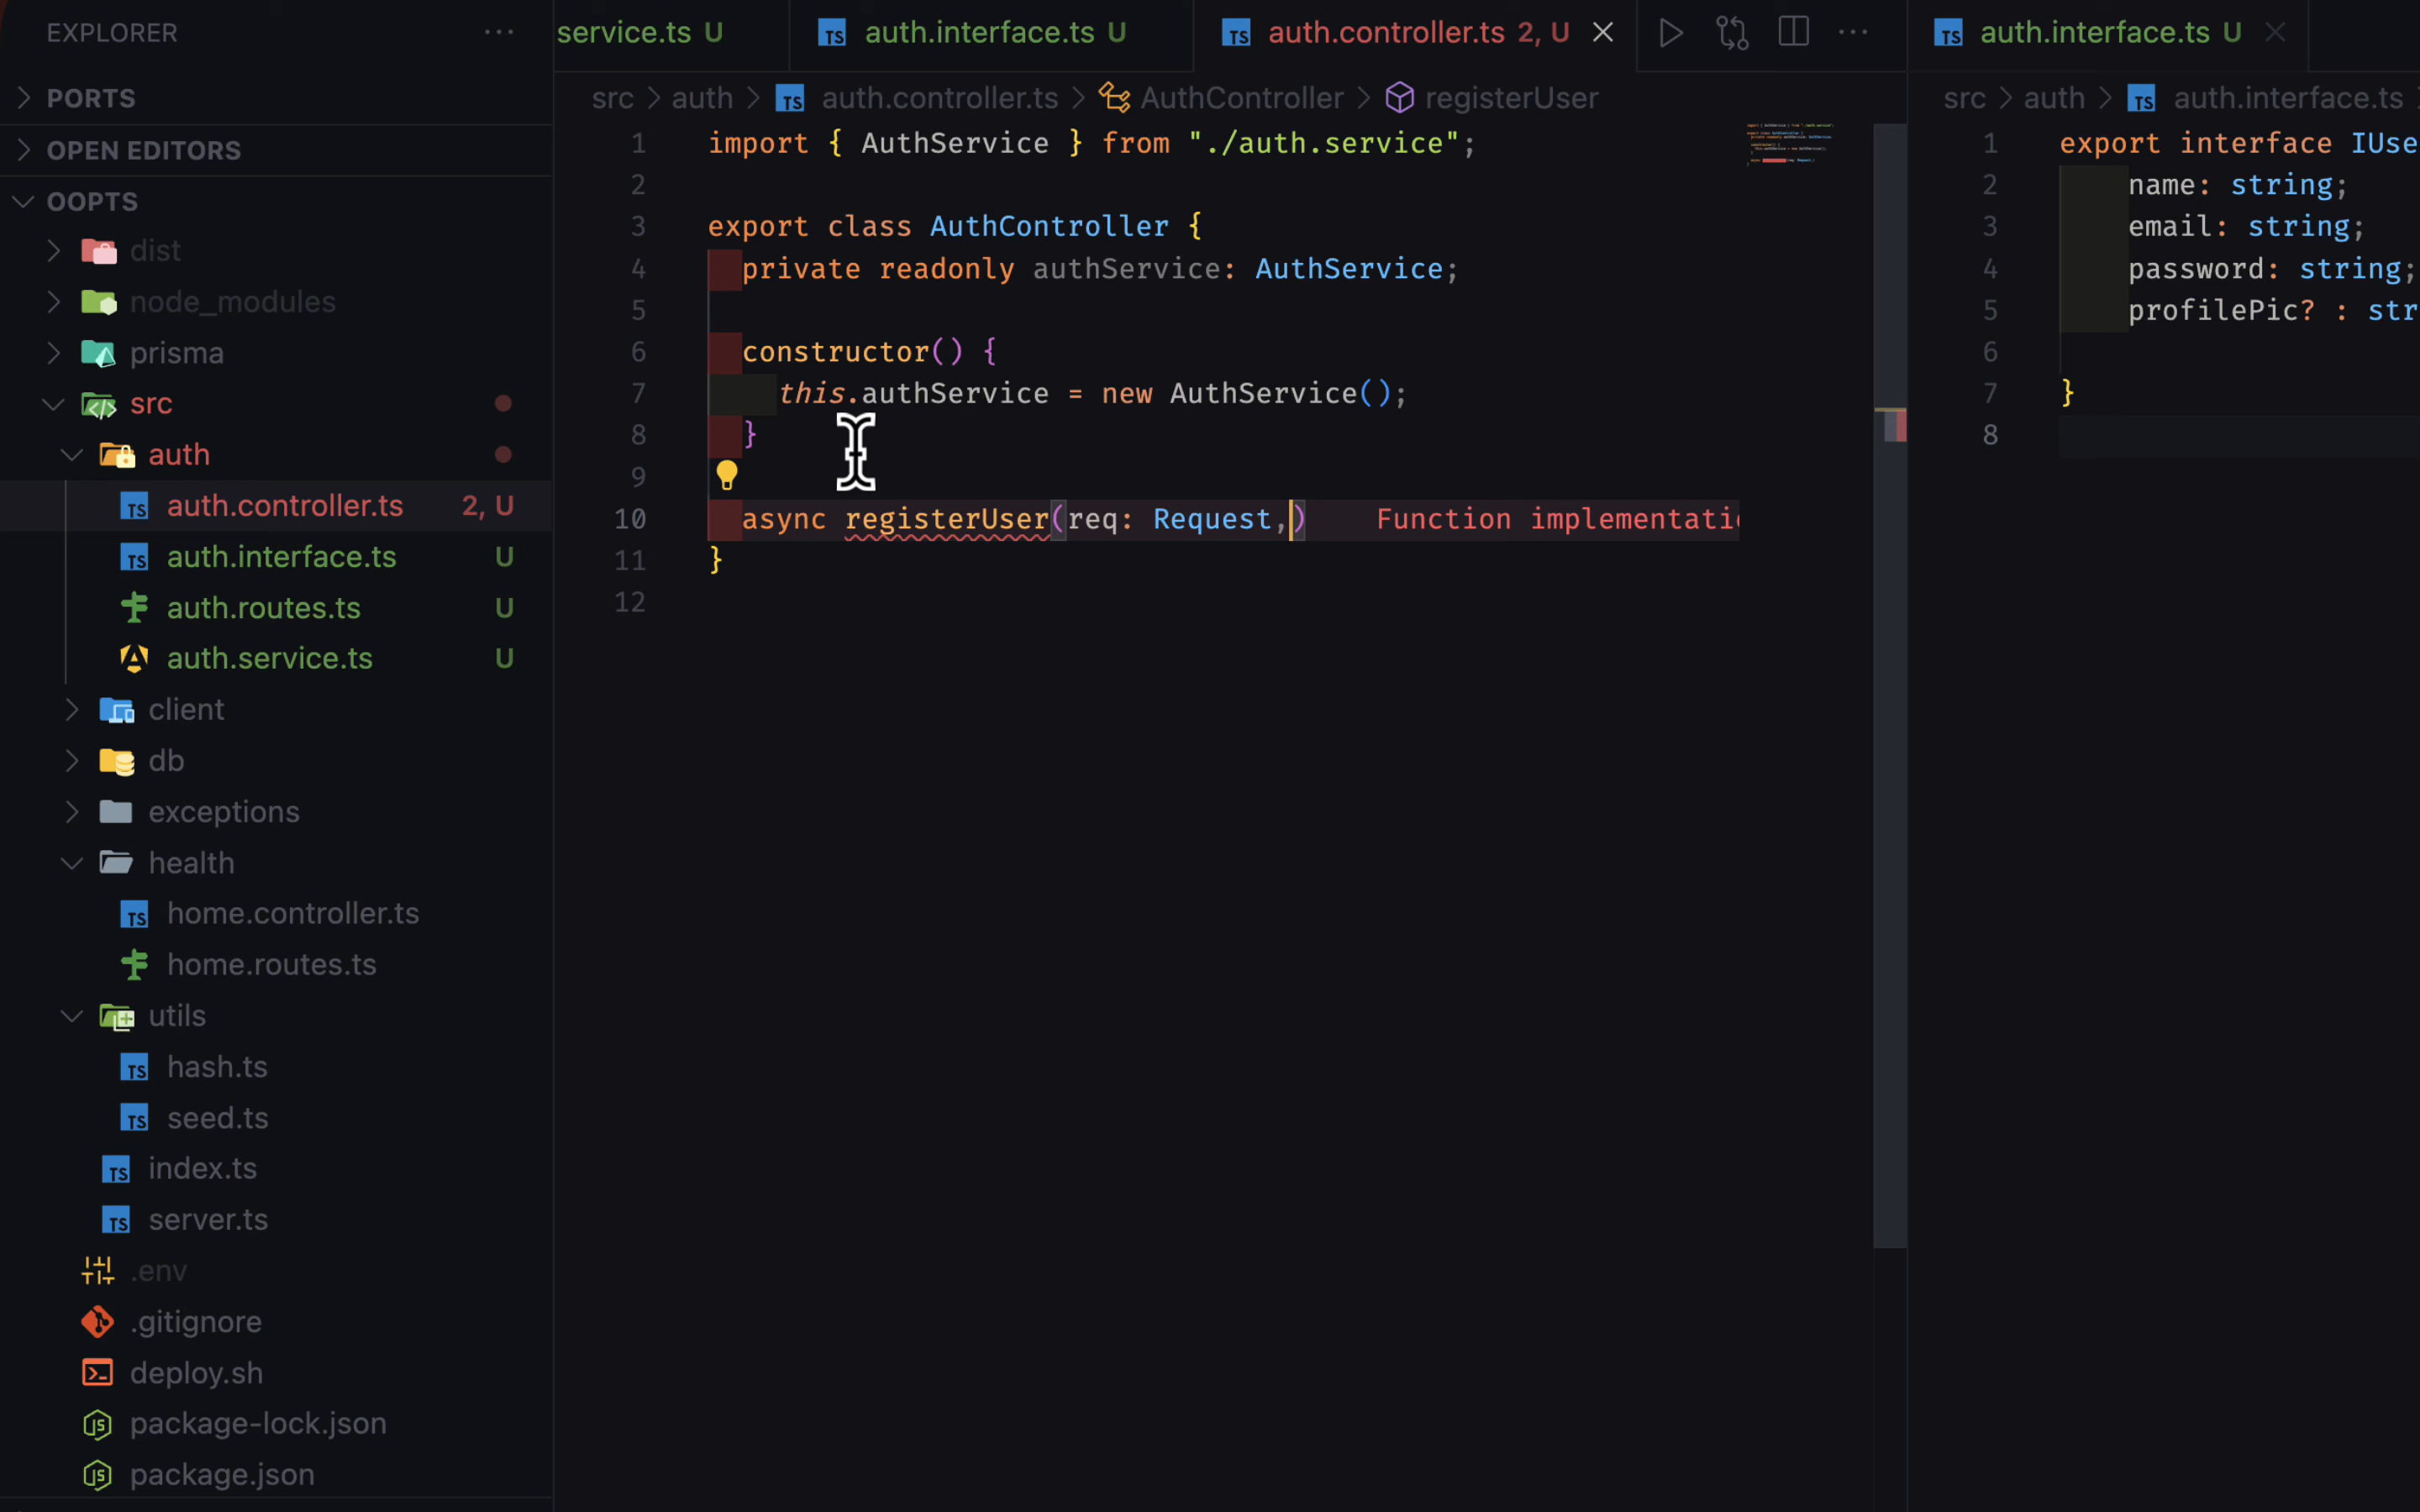 EXPLORER
PORTS
OPEN EDITORS
OOPTS
dist
node_modules
prisma
src
auth
auth.controller.ts 2, U
auth.interface.ts U
auth.routes.ts U
auth.service.ts U
client
db
exceptions
health
home.controller.ts
home.routes.ts
utils
hash.ts
seed.ts
index.ts
server.ts
.env
.gitignore
deploy.sh
package-lock.json
package.json
service.ts U
auth.interface.ts U
auth.controller.ts 2, U
src > auth > auth.controller.ts > AuthController > registerUser
1 import { AuthService } from "./auth.service";
2
3 export class AuthController {
4 private readonly authService: AuthService;
5
6 constructor() {
7 this.authService = new AuthService();
8 }
9
10 async registerUser(req: Request,) Function implementati
11 }
12
auth.interface.ts U
src > auth > auth.interface.ts
1 export interface IUse
2 name: string;
3 email: string;
4 password: string;
5 profilePic? : str
6
7 }
8